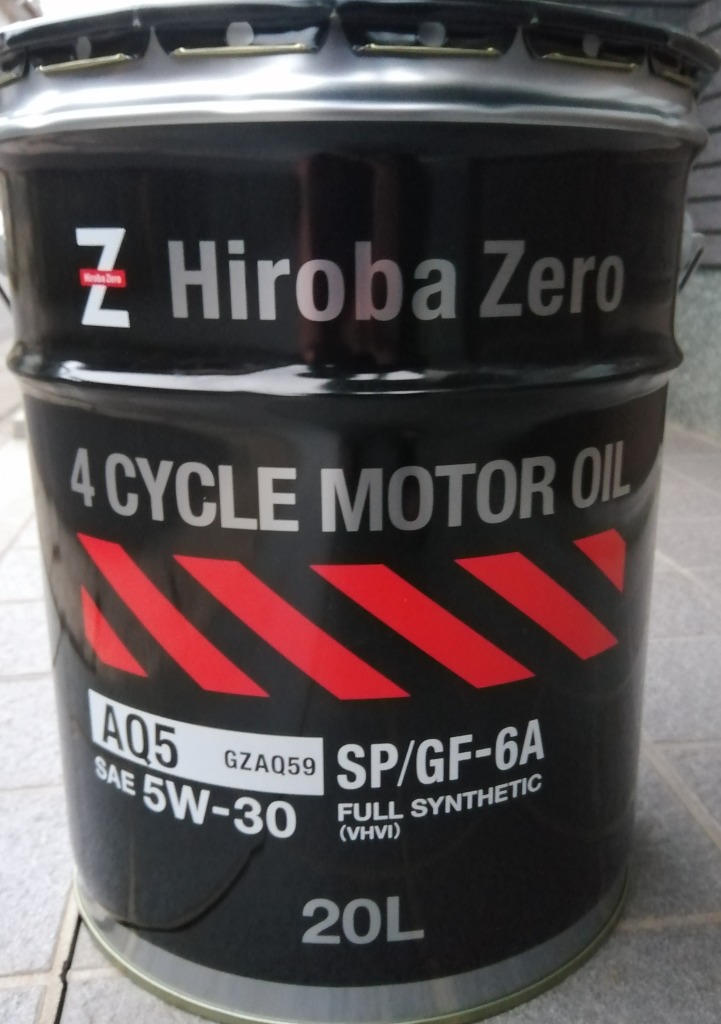 Z
Hiroba Zero
Hiroba Zero
4 CYCLE MOTOR OIL
AQ5 GZAQ59
SAE 5W-30
SP/GF-6A
FULL SYNTHETIC
(VHVI)
20L